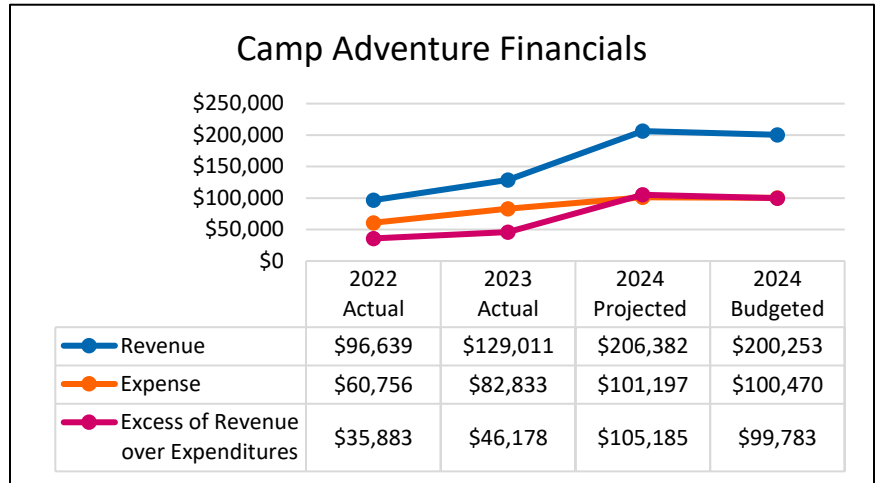 Camp Adventure Financials
$250,000
$200,000
$150,000
$100,000
$50,000
$0
2022 Actual
2023 Actual
2024 Projected
2024 Budgeted
Revenue $96,639 $129,011 $206,382 $200,253
Expense $60,756 $82,833 $101,197 $100,470
Excess of Revenue
over Expenditures $35,883 $46,178 $105,185 $99,783